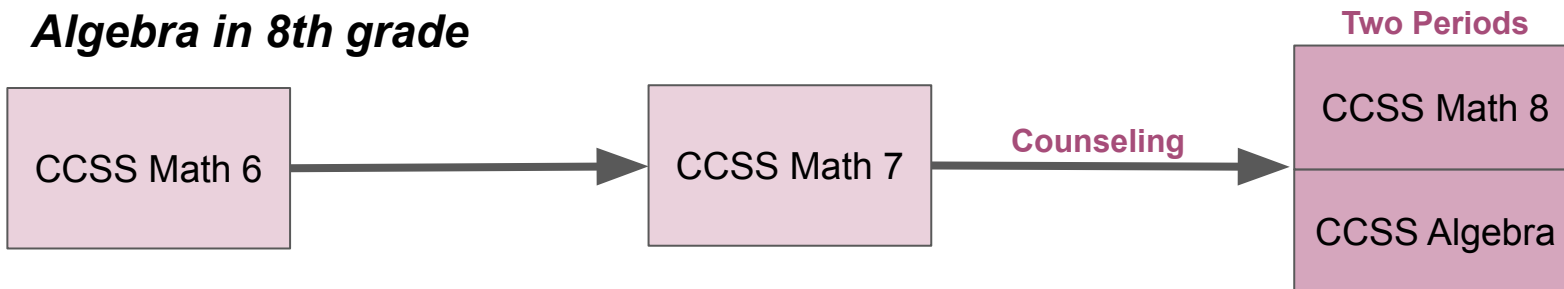 Algebra in 8th grade
Two Periods
CCSS Math 6
CCSS Math 7
Counseling
CCSS Math 8
CCSS Algebra